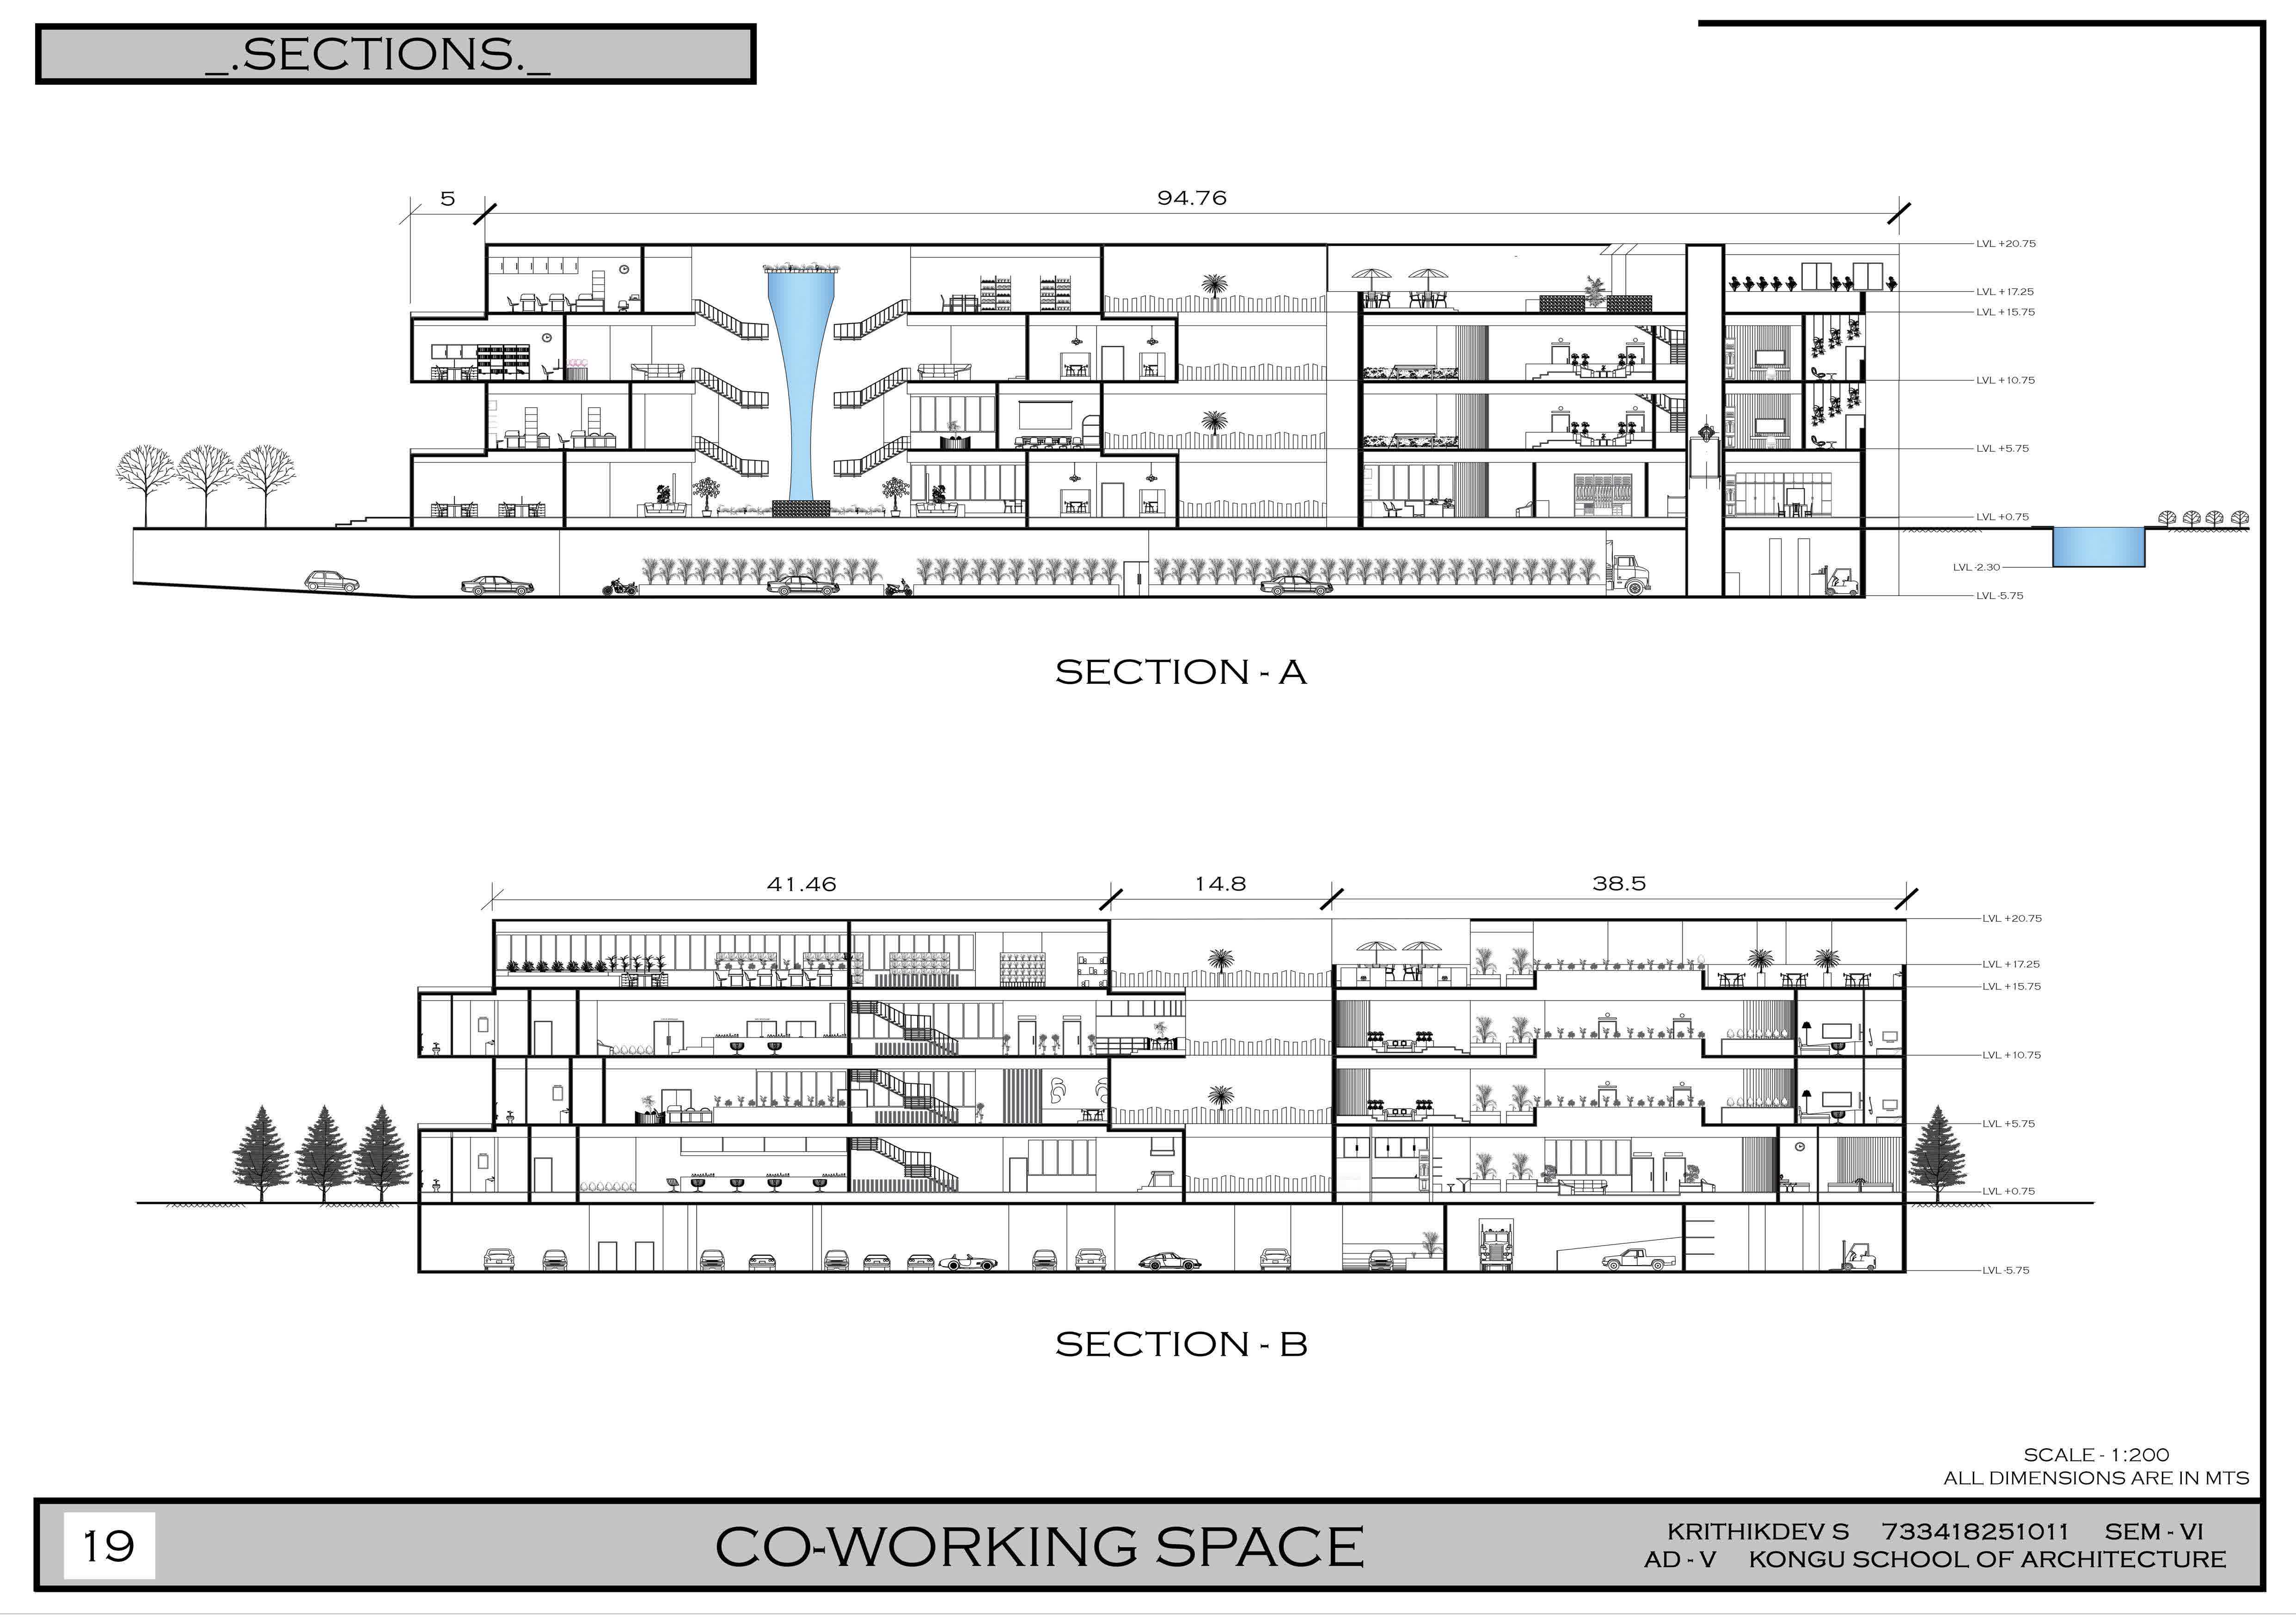 _.SECTIONS._
5
94.76
LVL +20.75
LVL +17.25
LVL +15.75
LVL +10.75
LVL +5.75
LVL +0.75
LVL -2.30
LVL -5.75
SECTION - A
41.46
14.8
38.5
LVL +20.75
LVL +17.25
LVL +15.75
LVL +10.75
LVL +5.75
LVL +0.75
LVL -5.75
SECTION - B
SCALE - 1:200
ALL DIMENSIONS ARE IN MTS
19
CO-WORKING SPACE
KRITHIKDEV S 733418251011 SEM - VI
AD - V KONGU SCHOOL OF ARCHITECTURE